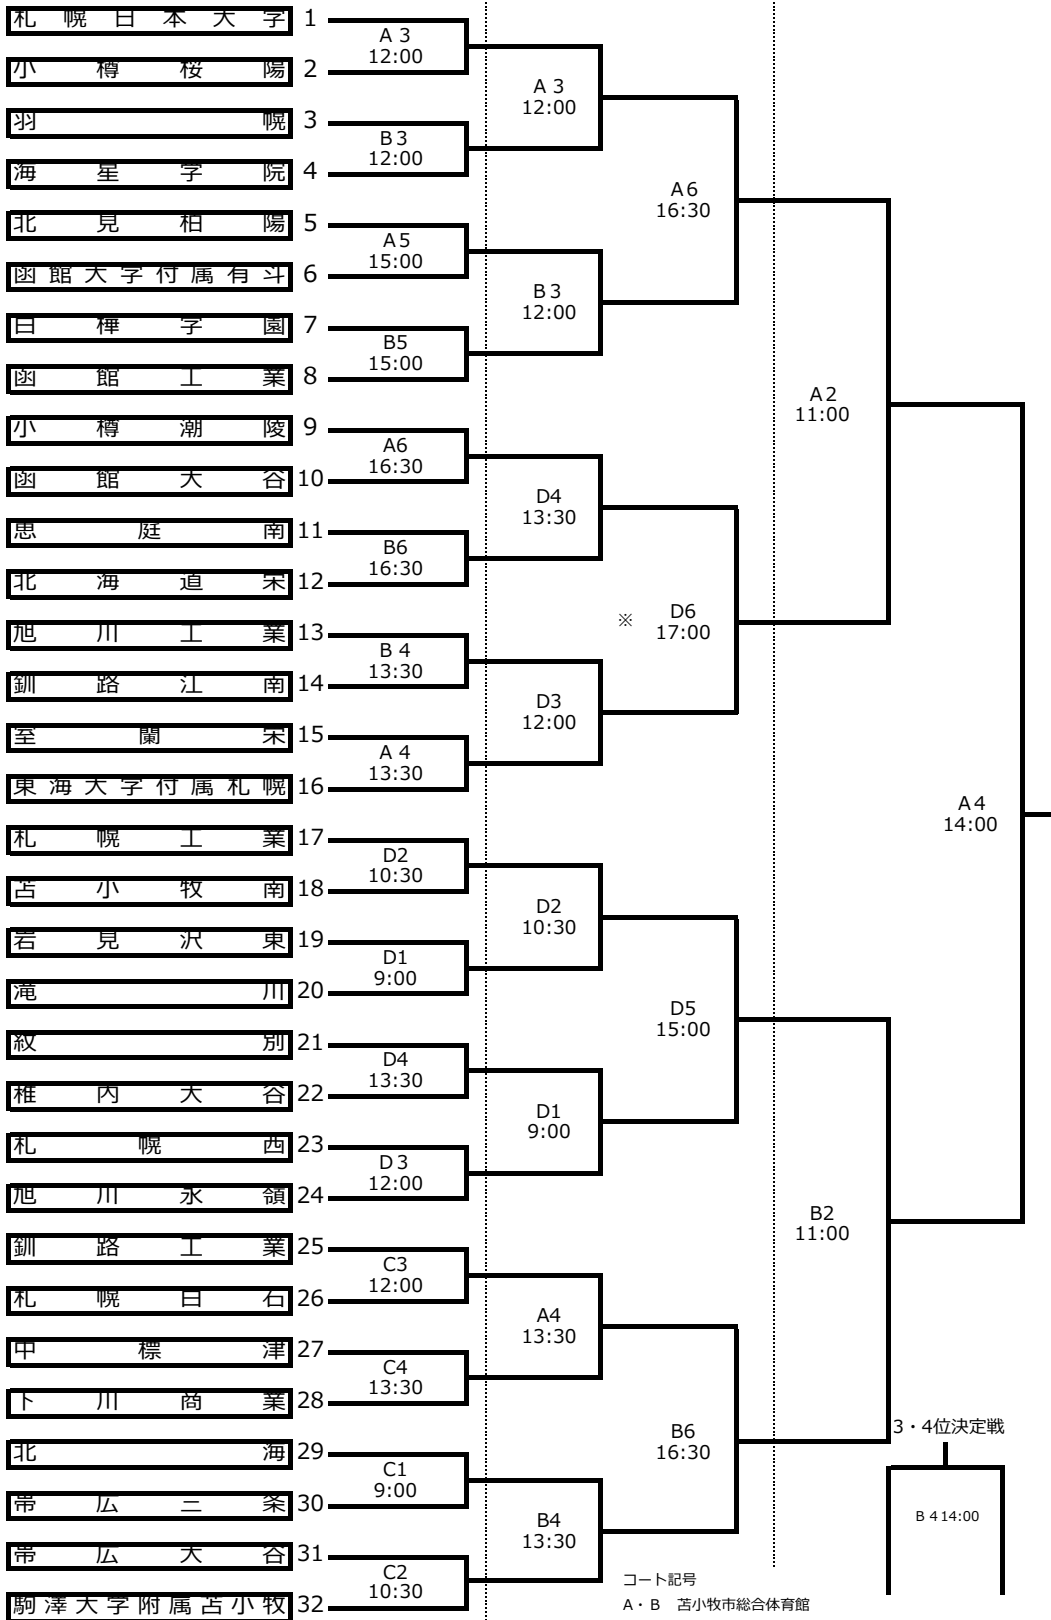 札幌日本大学 1
A 3
12:00
小樽桜陽 2
A 3
12:00
羽幌 3
B 3
12:00
海星学院 4
A 6
16:30
北見柏陽 5
A 5
15:00
函館大学付属有斗 6
B 3
12:00
白樺学園 7
B5
15:00
函館工業 8
A 2
11:00
小樽潮陵 9
A6
16:30
函館大谷 10
D4
13:30
恵庭南 11
B6
16:30
北海道栄 12
※ D6
17:00
旭川工業 13
B 4
13:30
釧路江南 14
D3
12:00
室蘭栄 15
A 4
13:30
東海大学付属札幌 16
A 4
14:00
札幌工業 17
D2
10:30
苫小牧南 18
D2
10:30
岩見沢東 19
D1
9:00
滝川 20
D5
15:00
紋別 21
D4
13:30
稚内大谷 22
D1
9:00
札幌西 23
D 3
12:00
旭川永嶺 24
B2
11:00
釧路工業 25
C3
12:00
札幌白石 26
A4
13:30
中標津 27
C4
13:30
下川商業 28
B6
16:30
3・4位決定戦
北海 29
C1
9:00
帯広三条 30
B4
13:30
B 4 14:00
帯広大谷 31
C2
10:30
駒澤大学附属苫小牧 32
コート記号
A・B 苫小牧市総合体育館